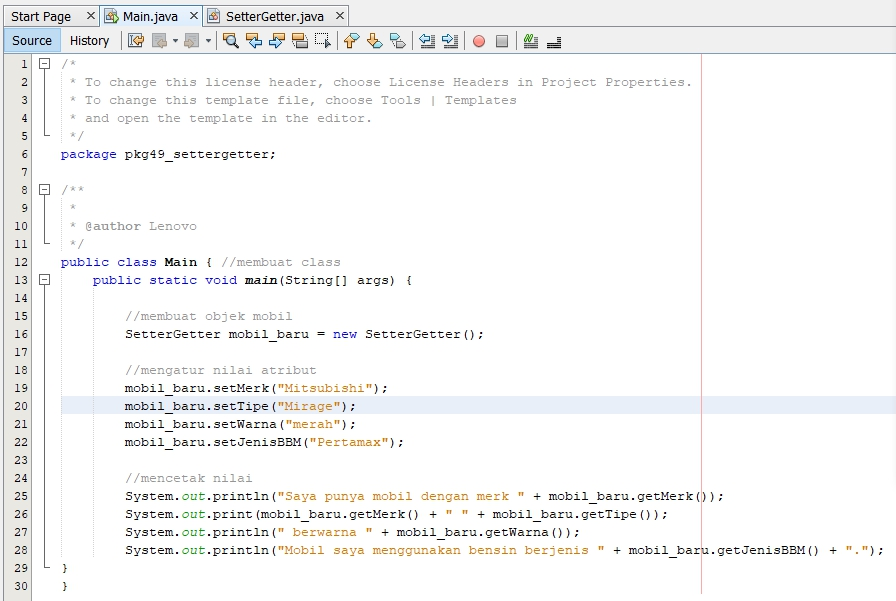 Start Page Main.java SetterGetter.java
Source History
1 /*
2 * To change this license header, choose License Headers in Project Properties.
3 * To change this template file, choose Tools | Templates
4 * and open the template in the editor.
5 */
6 package pkg49_settergetter;
7
8 /**
9 *
10 * @author Lenovo
11 */
12 public class Main { //membuat class
13 public static void main(String[] args) {
14
15 //membuat objek mobil
16 SetterGetter mobil_baru = new SetterGetter();
17
18 //mengatur nilai atribut
19 mobil_baru.setMerk("Mitsubishi");
20 mobil_baru.setTipe("Mirage");
21 mobil_baru.setWarna("merah");
22 mobil_baru.setJenisBBM("Pertamax");
23
24 //mencetak nilai
25 System.out.println("Saya punya mobil dengan merk " + mobil_baru.getMerk());
26 System.out.print(mobil_baru.getMerk() + " " + mobil_baru.getTipe());
27 System.out.println(" berwarna " + mobil_baru.getWarna());
28 System.out.println("Mobil saya menggunakan bensin berjenis " + mobil_baru.getJenisBBM() + ".");
29 }
30 }